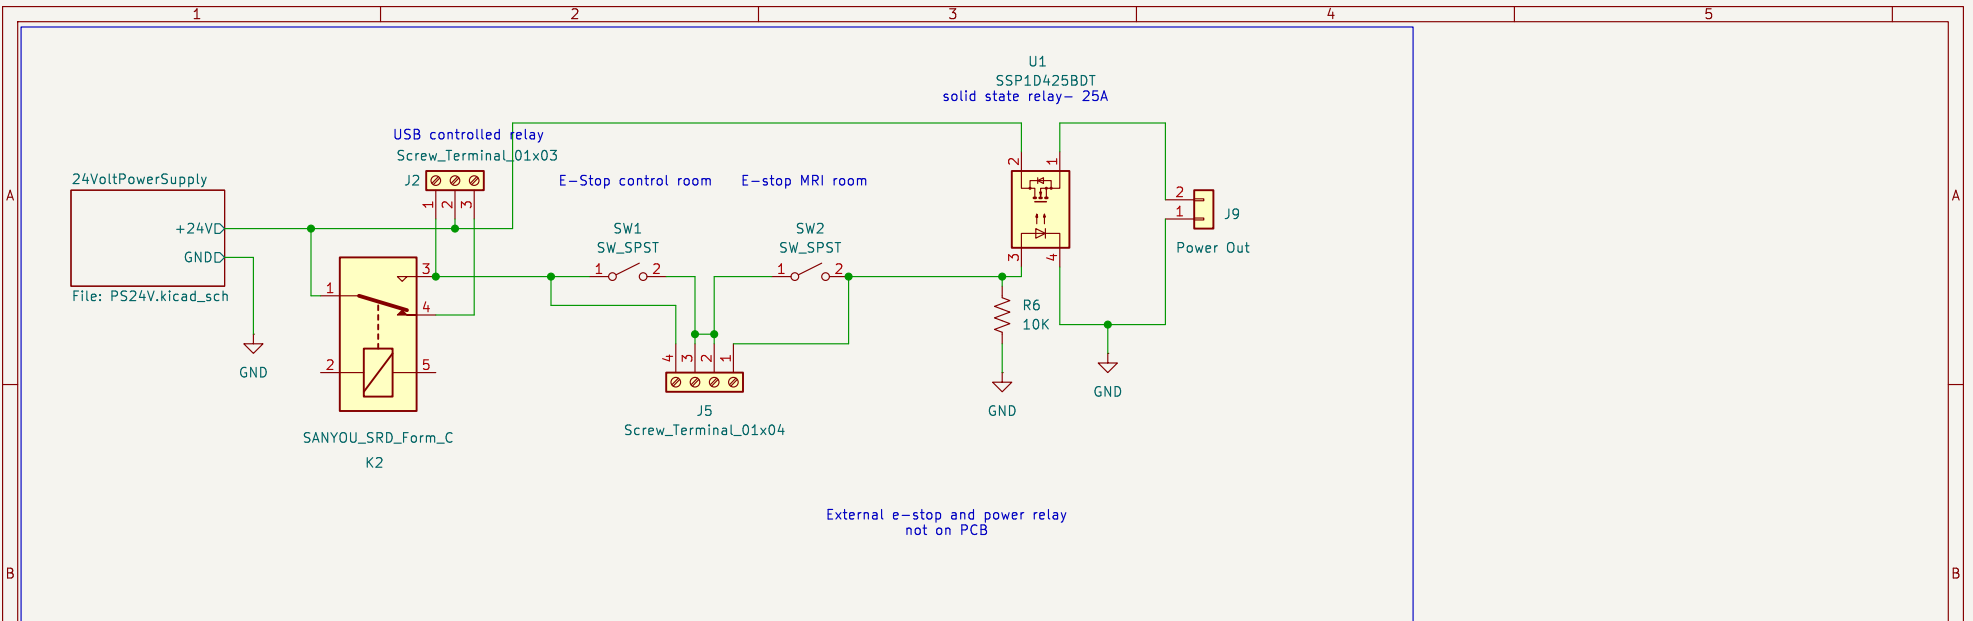 1 2 3 4 5
U1
SSP1D425BDT
solid state relay- 25A
USB controlled relay
Screw_Terminal_01x03
J2
1 2 3
24VoltPowerSupply
+24V
GND
File: PS24V.kicad_sch
GND
E-Stop control room
E-stop MRI room
SW1
SW_SPST
1 2
SW2
SW_SPST
1 2
3
1
4
2 5
SANYOU_SRD_Form_C
K2
4 3 2 1
J5
Screw_Terminal_01x04
2 1
3 4
R6
10K
GND
GND
2
1
J9
Power Out
External e-stop and power relay
not on PCB
A A
B B